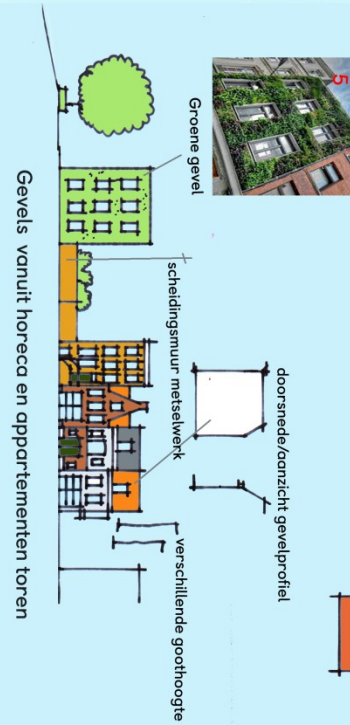 5
Groene gevel
scheidingsmuur metselwerk
doorsnede/aanzicht gevelprofiel
verschillende goothoogte
Gevels vanuit horeca en appartementen toren